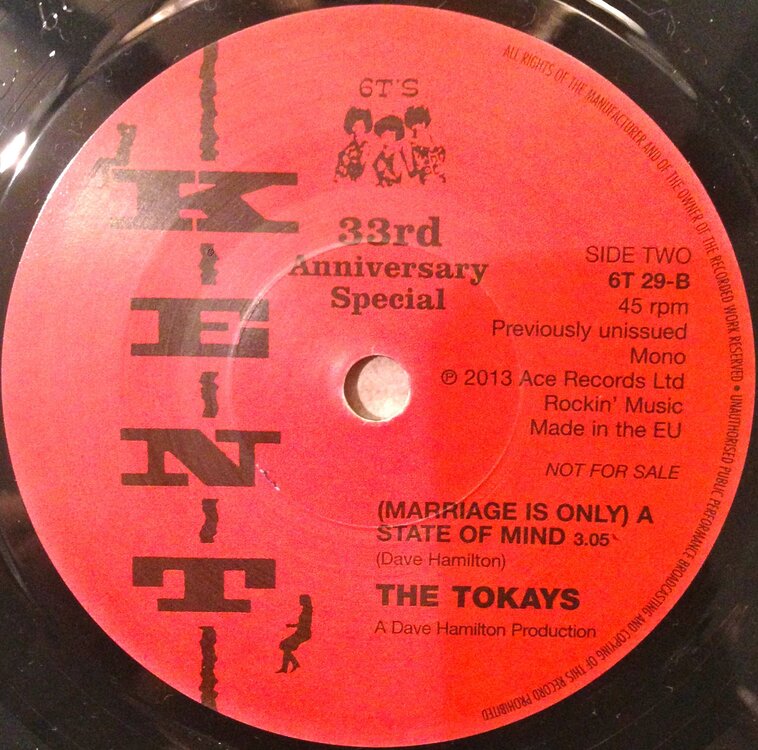 6T'S
KENT
33rd
Anniversary
Special
SIDE TWO
6T 29-B
45 rpm
Previously unissued
Mono
℗ 2013 Ace Records Ltd
Rockin' Music
Made in the EU
NOT FOR SALE
(MARRIAGE IS ONLY) A
STATE OF MIND 3.05
(Dave Hamilton)
THE TOKAYS
A Dave Hamilton Production
ALL RIGHTS OF THE MANUFACTURER AND OF THE OWNER OF THE RECORDED WORK RESERVED • UNAUTHORISED PUBLIC PERFORMANCE BROADCASTING AND COPYING OF THIS RECORD PROHIBITED